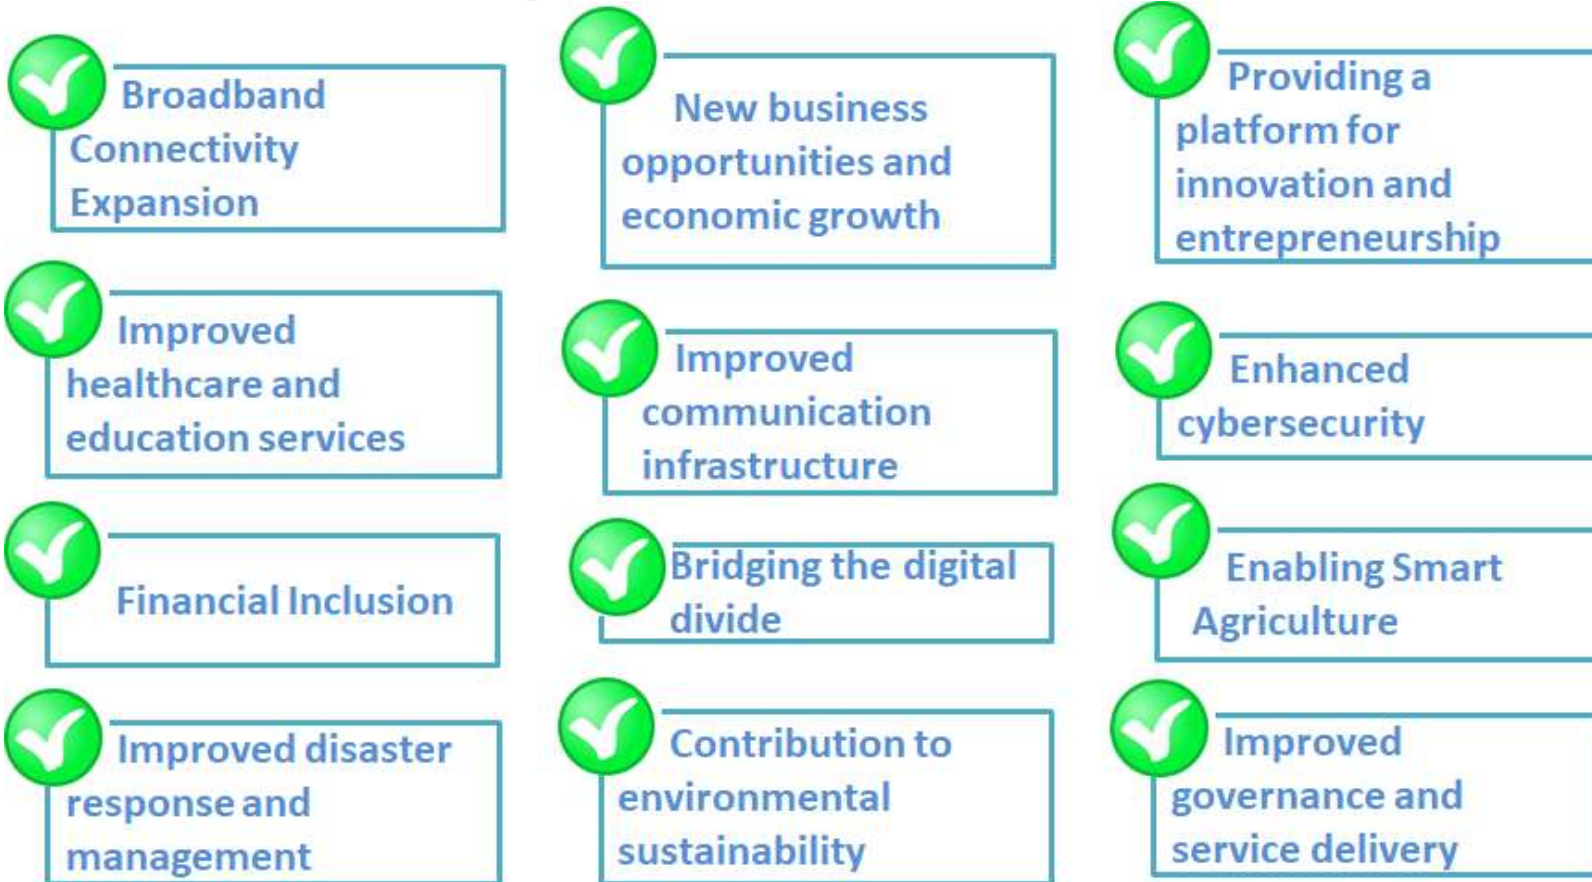 Broadband
Connectivity
Expansion
New business
opportunities and
economic growth
Providing a
platform for
innovation and
entrepreneurship
Improved
healthcare and
education services
Improved
communication
infrastructure
Enhanced
cybersecurity
Financial Inclusion
Bridging the digital
divide
Enabling Smart
Agriculture
Improved disaster
response and
management
Contribution to
environmental
sustainability
Improved
governance and
service delivery